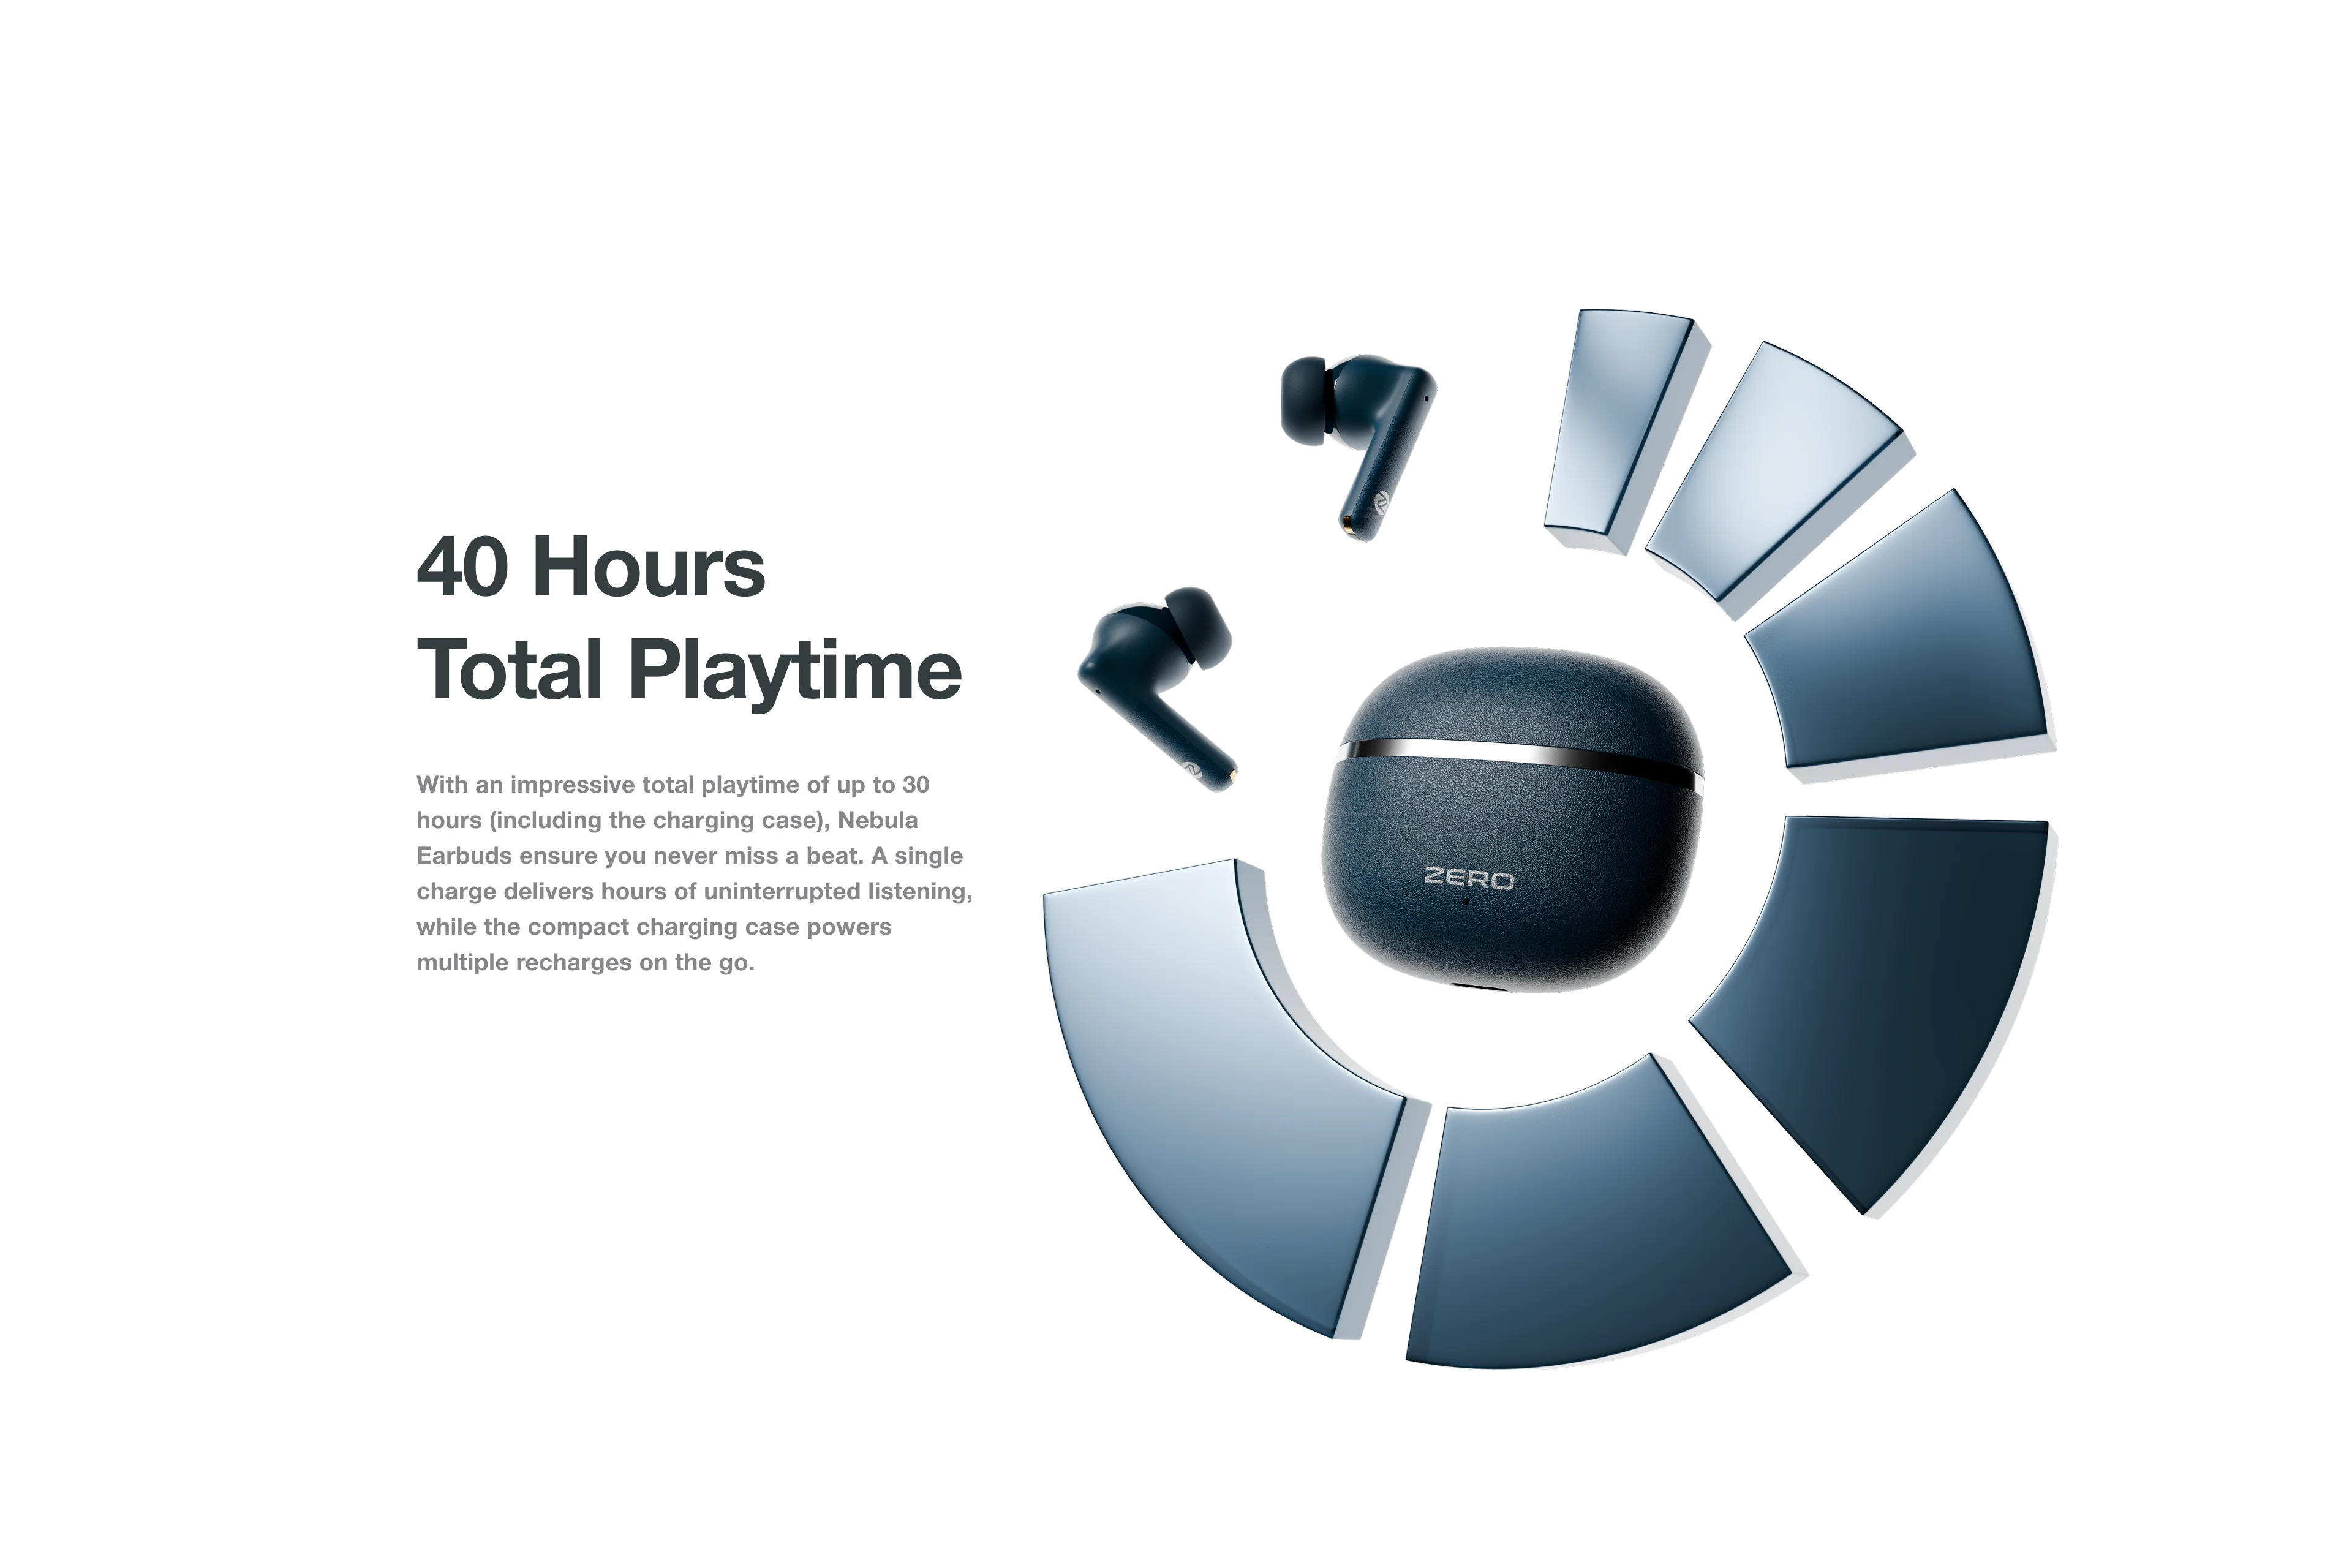 40 Hours
Total Playtime
With an impressive total playtime of up to 30
hours (including the charging case), Nebula
Earbuds ensure you never miss a beat. A single
charge delivers hours of uninterrupted listening,
while the compact charging case powers
multiple recharges on the go.
ZERO